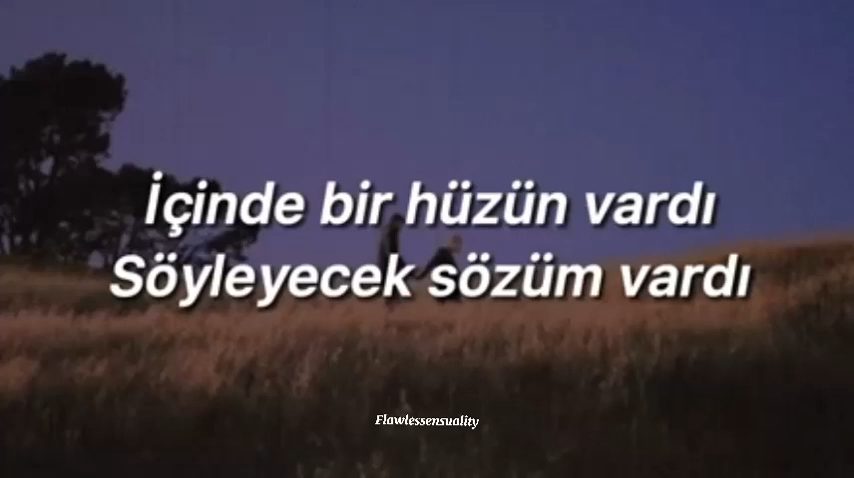 İçinde bir hüzün vardı
Söyleyecek sözüm vardı
Flawlessensuality